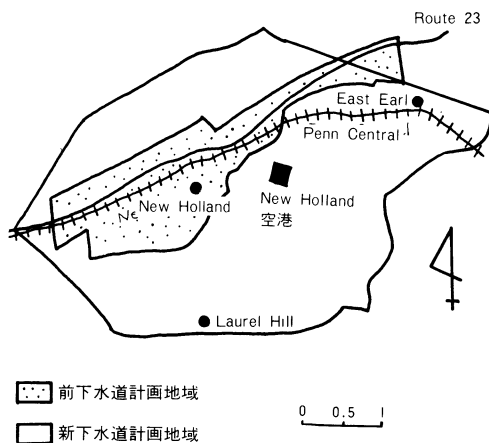 Route 23
East Earl
Penn Central
New Holland
New Holland
空港
Laurel Hill
前下水道計画地域
新下水道計画地域
0 0.5 1